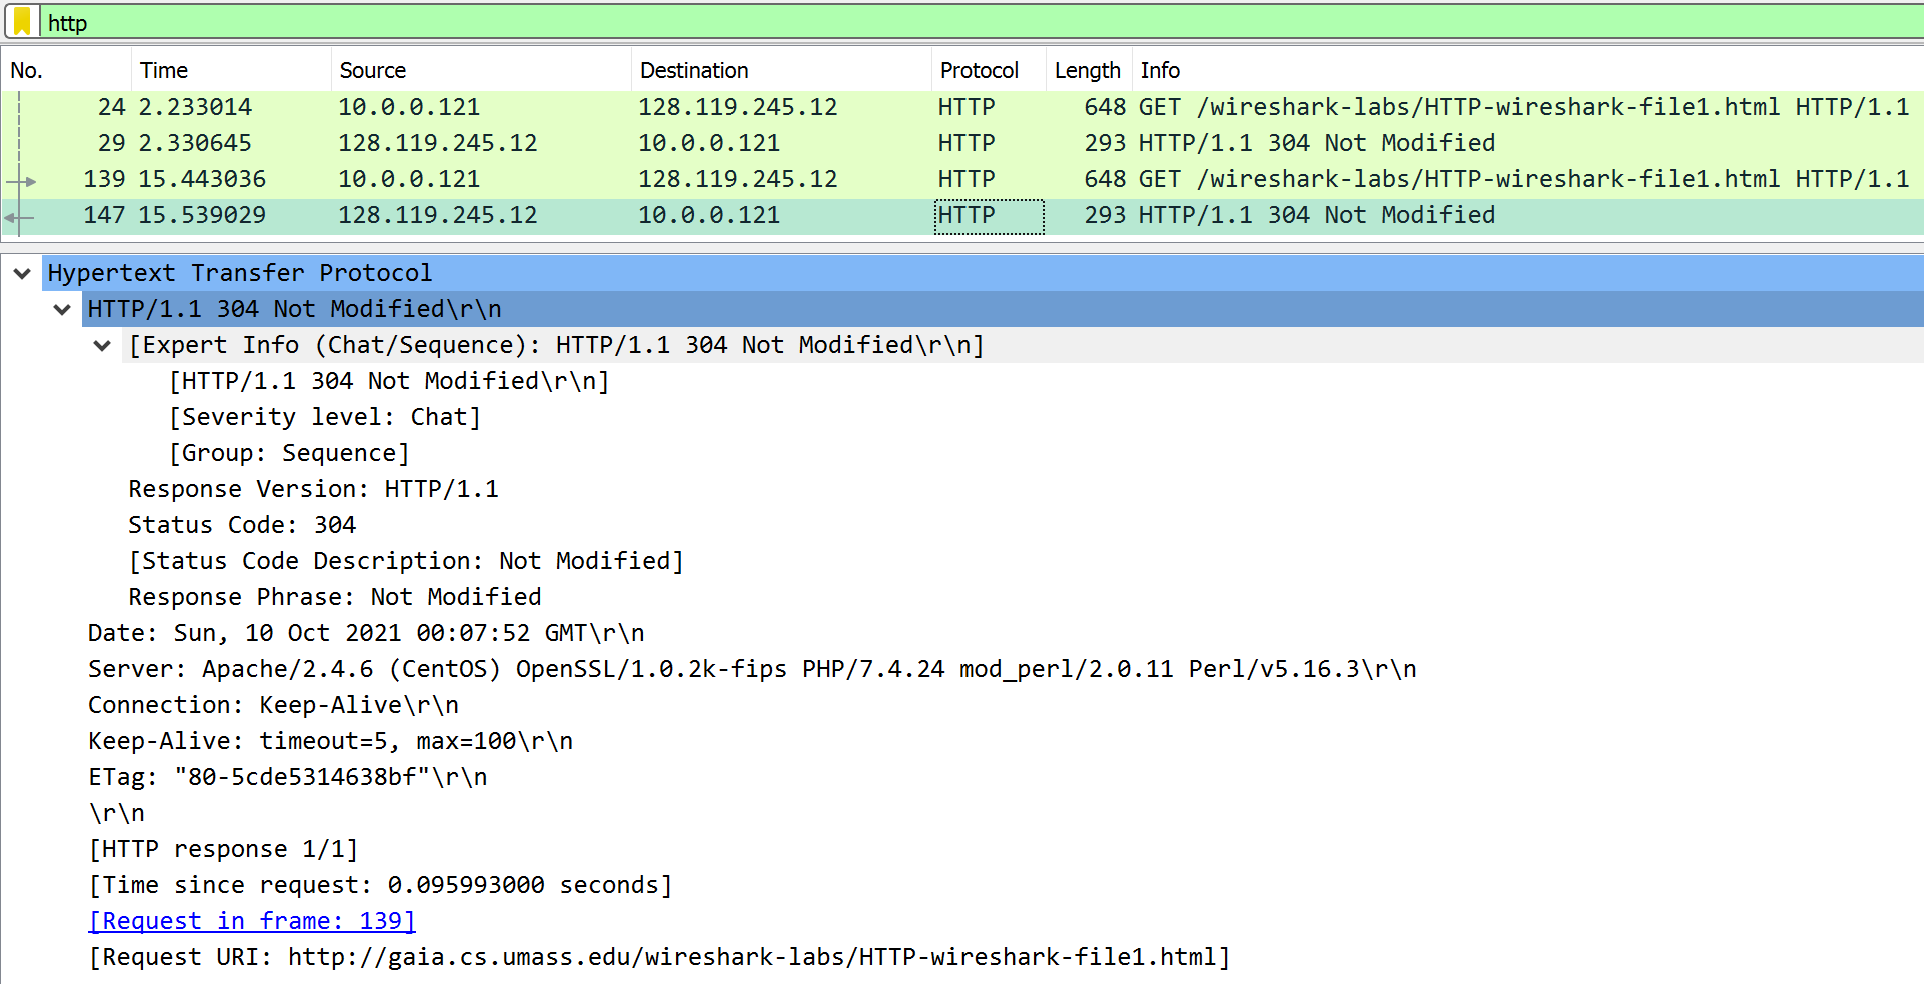 http
No. Time Source Destination Protocol Length Info
24 2.233014 10.0.0.121 128.119.245.12 HTTP 648 GET /wireshark-labs/HTTP-wireshark-file1.html HTTP/1.1
29 2.330645 128.119.245.12 10.0.0.121 HTTP 293 HTTP/1.1 304 Not Modified
139 15.443036 10.0.0.121 128.119.245.12 HTTP 648 GET /wireshark-labs/HTTP-wireshark-file1.html HTTP/1.1
147 15.539029 128.119.245.12 10.0.0.121 HTTP 293 HTTP/1.1 304 Not Modified
Hypertext Transfer Protocol
HTTP/1.1 304 Not Modified\r\n
[Expert Info (Chat/Sequence): HTTP/1.1 304 Not Modified\r\n]
[HTTP/1.1 304 Not Modified\r\n]
[Severity level: Chat]
[Group: Sequence]
Response Version: HTTP/1.1
Status Code: 304
[Status Code Description: Not Modified]
Response Phrase: Not Modified
Date: Sun, 10 Oct 2021 00:07:52 GMT\r\n
Server: Apache/2.4.6 (CentOS) OpenSSL/1.0.2k-fips PHP/7.4.24 mod_perl/2.0.11 Perl/v5.16.3\r\n
Connection: Keep-Alive\r\n
Keep-Alive: timeout=5, max=100\r\n
ETag: "80-5cde5314638bf"\r\n
\r\n
[HTTP response 1/1]
[Time since request: 0.095993000 seconds]
[Request in frame: 139]
[Request URI: http://gaia.cs.umass.edu/wireshark-labs/HTTP-wireshark-file1.html]